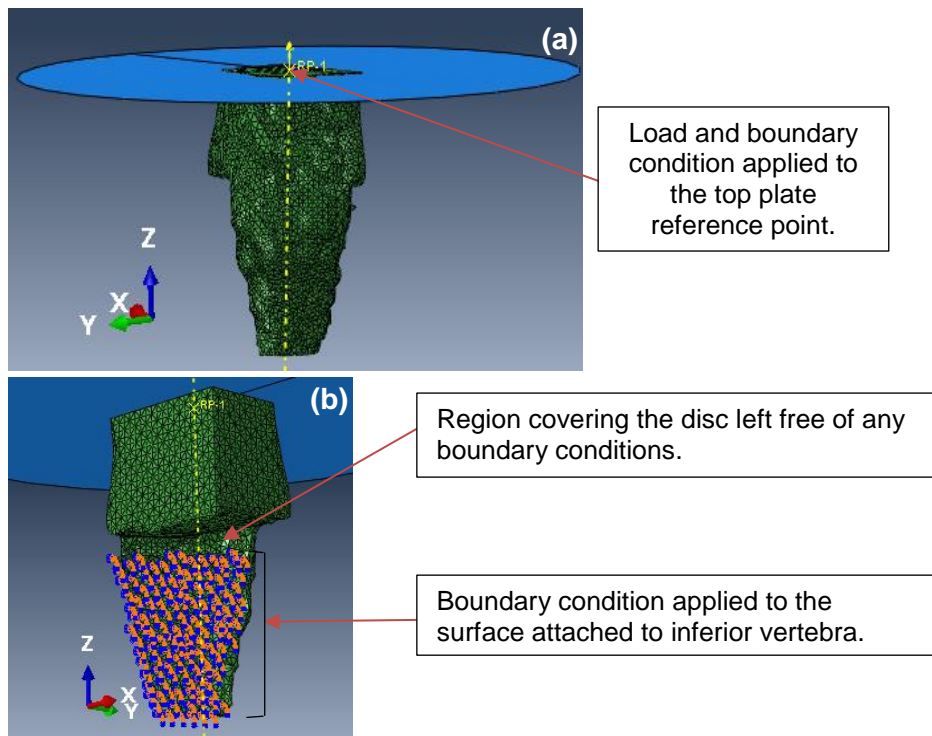 (a)
RP-1
Load and boundary
condition applied to
the top plate
reference point.
Z
X
Y
(b)
RP-1
Region covering the disc left free of any
boundary conditions.
Boundary condition applied to the
surface attached to inferior vertebra.
Z
X
Y